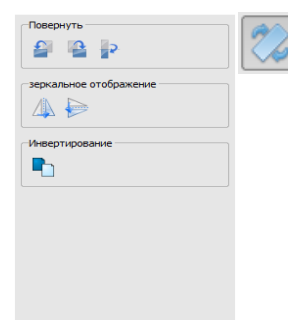 Повернуть
зеркальное отображение
Инвертирование